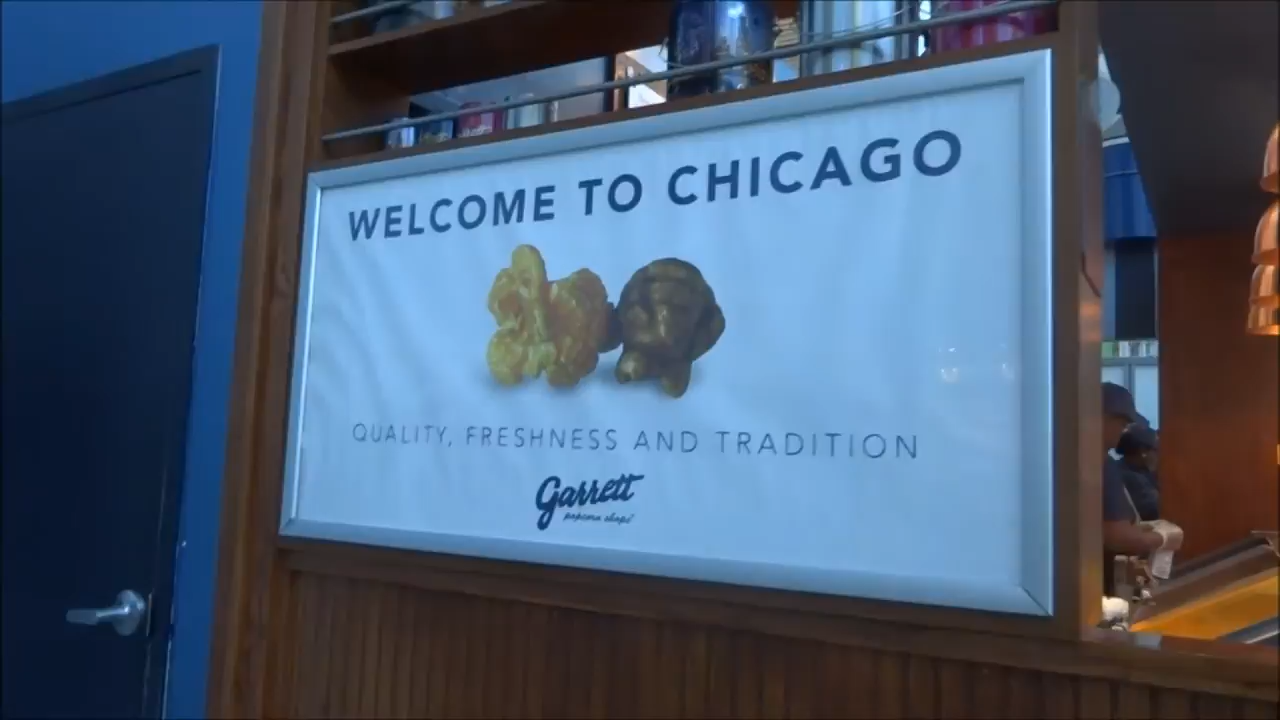 WELCOME TO CHICAGO
QUALITY, FRESHNESS AND TRADITION
Garrett
popcorn shops